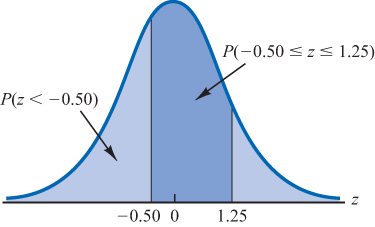 P(−0.50 ≤ z ≤ 1.25)
P(z < −0.50)
z
−0.50 0 1.25